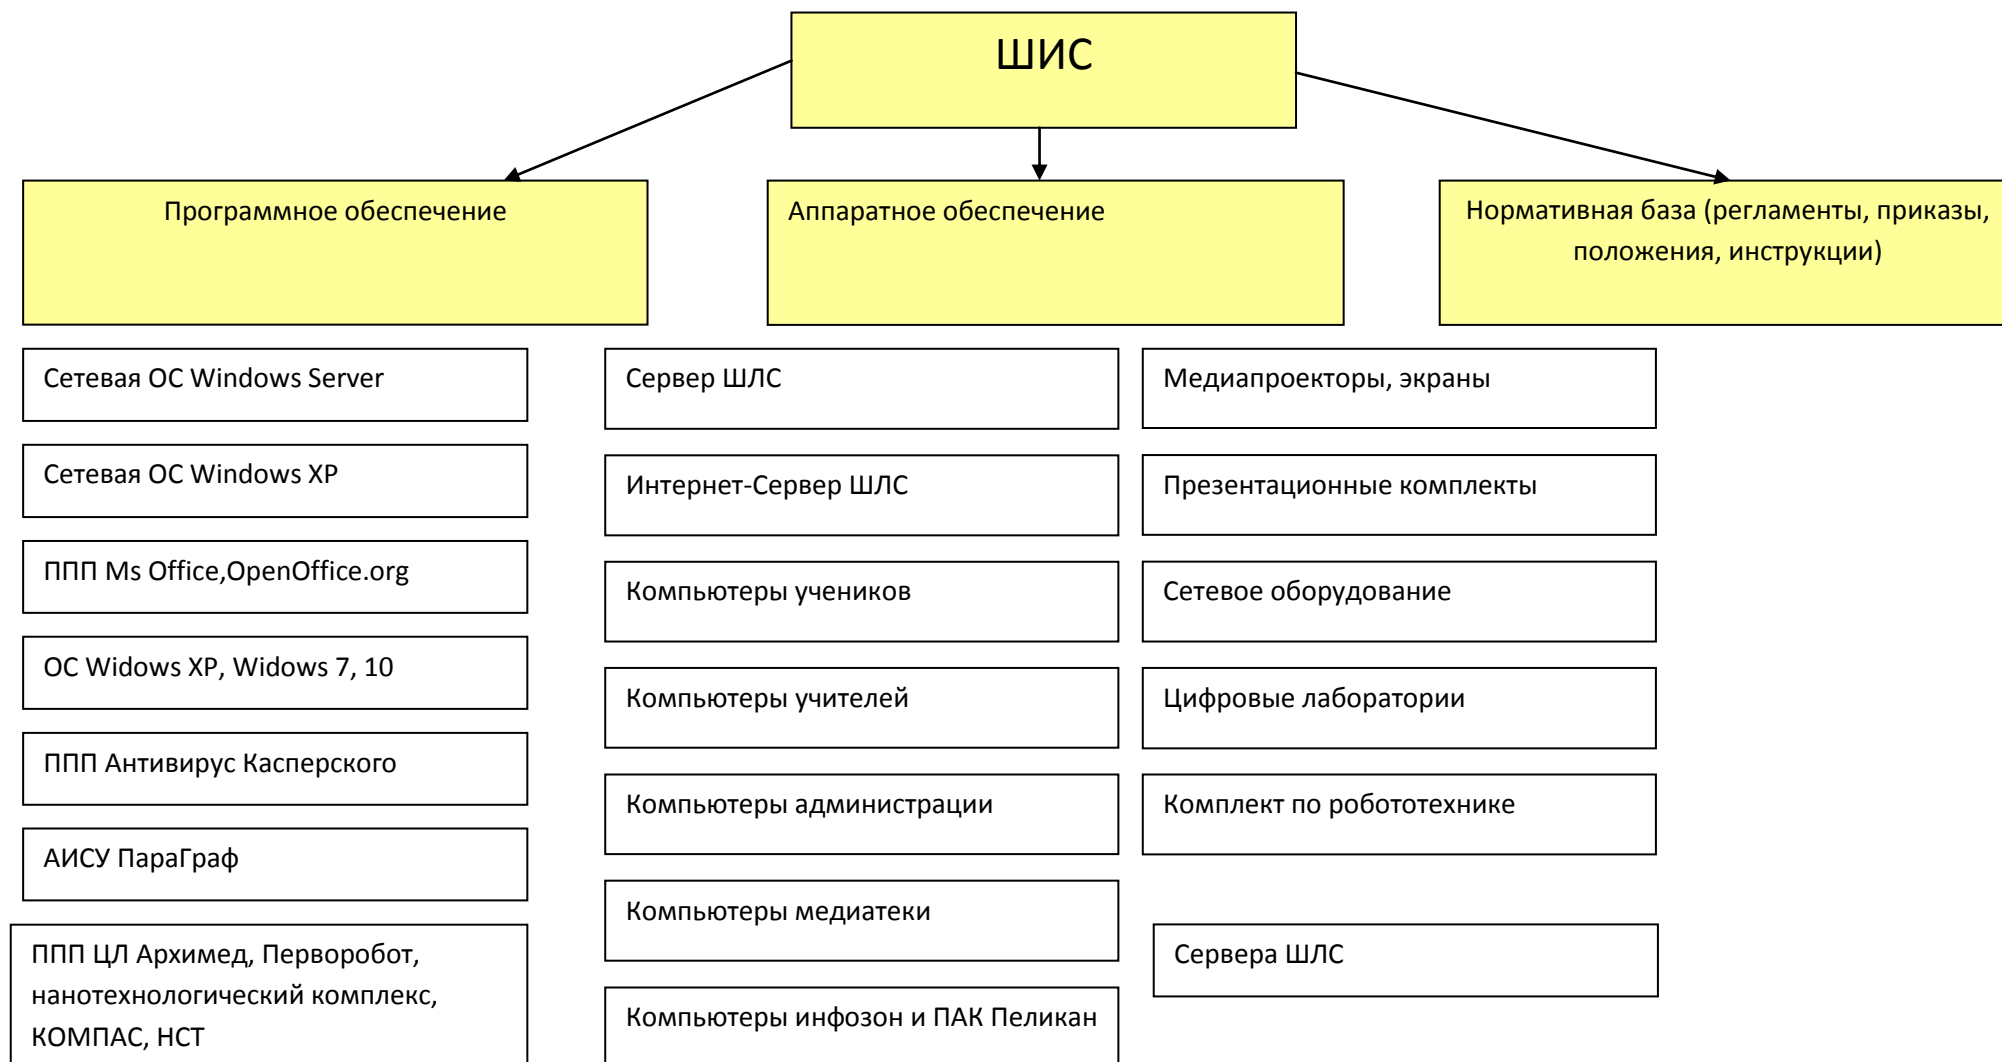 ШИС
Программное обеспечение
Аппаратное обеспечение
Нормативная база (регламенты, приказы,
положения, инструкции)
Сетевая ОС Windows Server
Сетевая ОС Windows XP
ППП Ms Office,OpenOffice.org
ОС Widows XP, Widows 7, 10
ППП Антивирус Касперского
АИСУ ПараГраф
ППП ЦЛ Архимед, Перворобот,
нанотехнологический комплекс,
КОМПАС, НСТ
Сервер ШЛС
Интернет-Сервер ШЛС
Компьютеры учеников
Компьютеры учителей
Компьютеры администрации
Компьютеры медиатеки
Компьютеры инфозон и ПАК Пеликан
Медиапроекторы, экраны
Презентационные комплекты
Сетевое оборудование
Цифровые лаборатории
Комплект по робототехнике
Сервера ШЛС